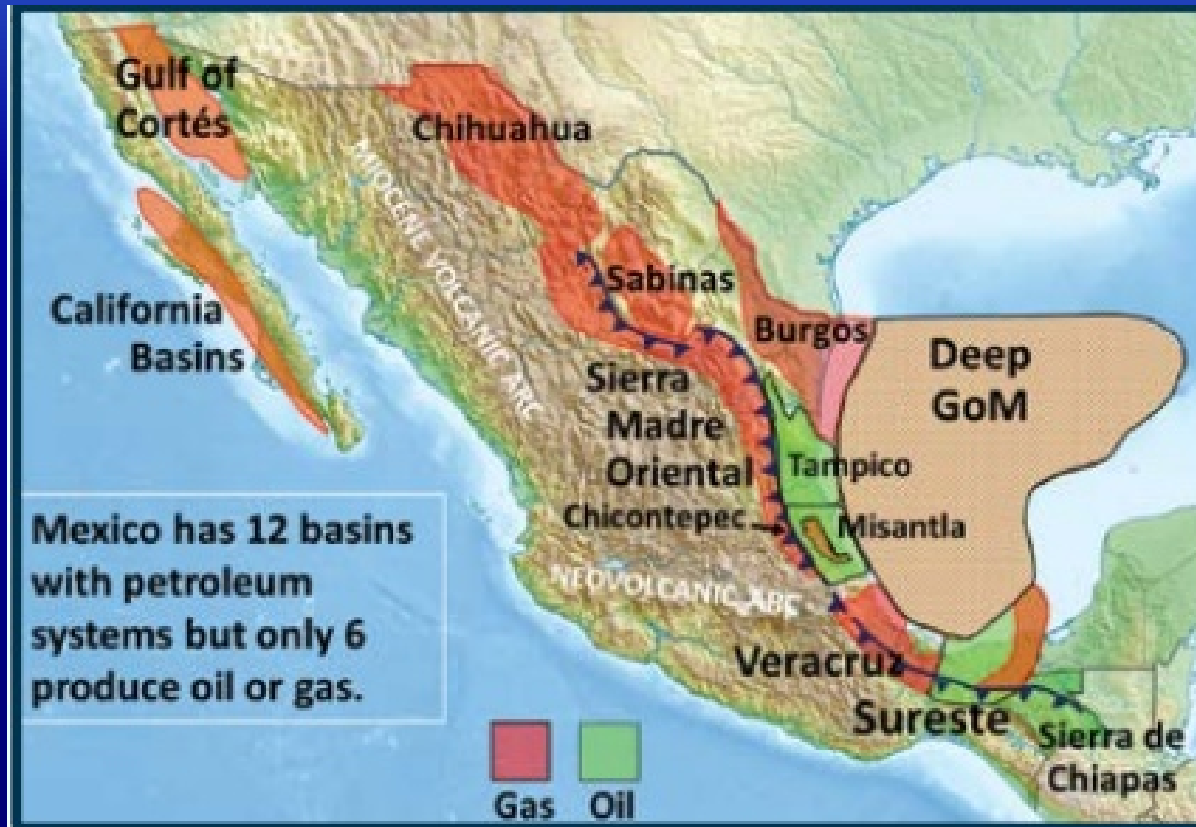 Gulf of
Cortés
Chihuahua
MIOCENE VOLCANIC ARC
Sabinas
California
Basins
Burgos
Deep
GoM
Sierra
Madre
Oriental
Tampico
Chicontepec
Misantla
Mexico has 12 basins
with petroleum
systems but only 6
produce oil or gas.
NEOVOLCANIC ARC
Veracruz
Sureste
Sierra de
Chiapas
Gas
Oil